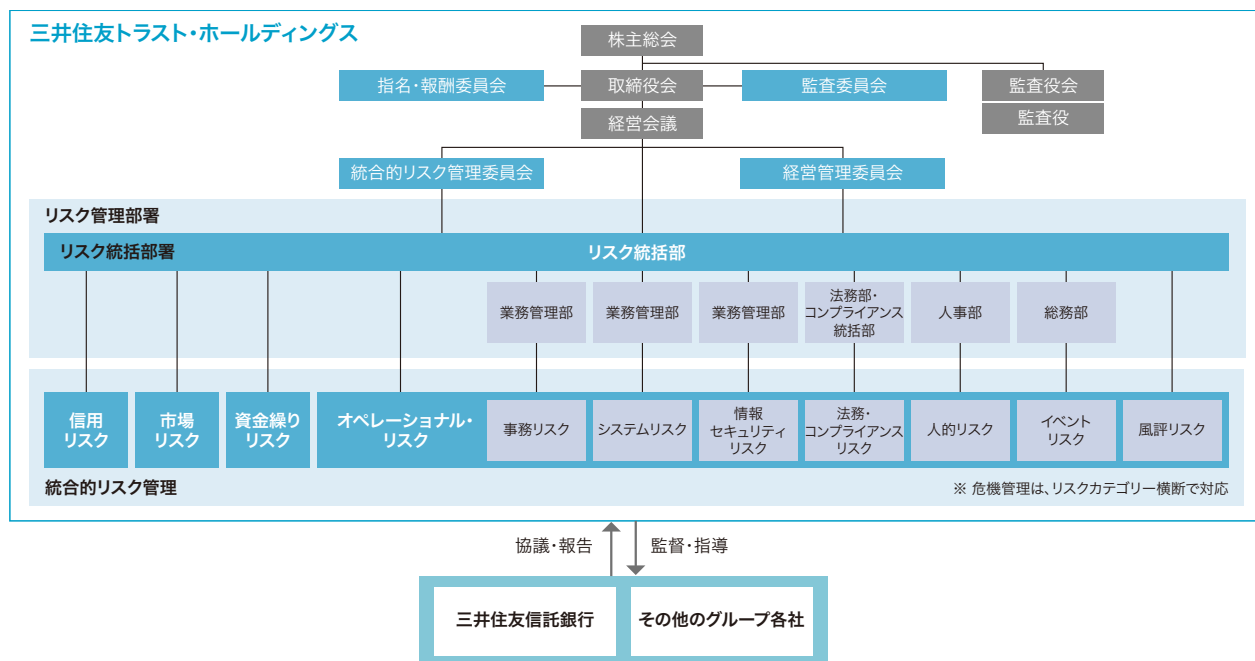 三井住友トラスト・ホールディングス
株主総会
指名・報酬委員会
取締役会
監査委員会
監査役会
監査役
経営会議
統合的リスク管理委員会
経営管理委員会
リスク管理部署
リスク統括部署
リスク統括部
業務管理部
業務管理部
業務管理部
法務部・
コンプライアンス
統括部
人事部
総務部
信用
リスク
市場
リスク
資金繰り
リスク
オペレーショナル・
リスク
事務リスク
システムリスク
情報
セキュリティ
リスク
法務・
コンプライアンス
リスク
人的リスク
イベント
リスク
風評リスク
統合的リスク管理
※ 危機管理は、リスクカテゴリー横断で対応
協議・報告
監督・指導
三井住友信託銀行
その他のグループ各社